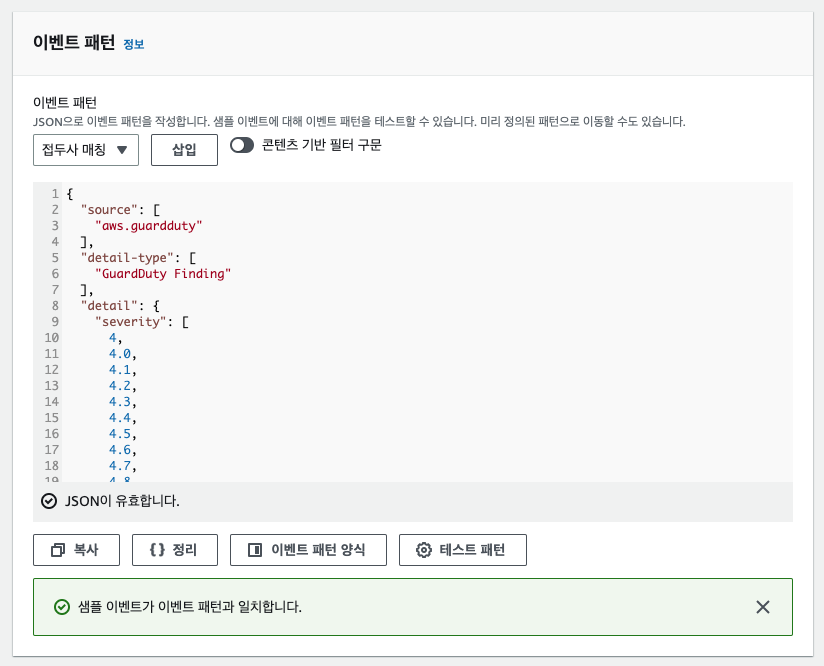 이벤트 패턴 정보
이벤트 패턴
JSON으로 이벤트 패턴을 작성합니다. 샘플 이벤트에 대해 이벤트 패턴을 테스트할 수 있습니다. 미리 정의된 패턴으로 이동할 수도 있습니다.
접두사 매칭 삽입 콘텐츠 기반 필터 구문
1 {
2 "source": [
3 "aws.guardduty"
4 ],
5 "detail-type": [
6 "GuardDuty Finding"
7 ],
8 "detail": {
9 "severity": [
10 4,
11 4.0,
12 4.1,
13 4.2,
14 4.3,
15 4.4,
16 4.5,
17 4.6,
18 4.7,
19 4.8
JSON이 유효합니다.
복사 { } 정리 이벤트 패턴 양식 테스트 패턴
샘플 이벤트가 이벤트 패턴과 일치합니다.